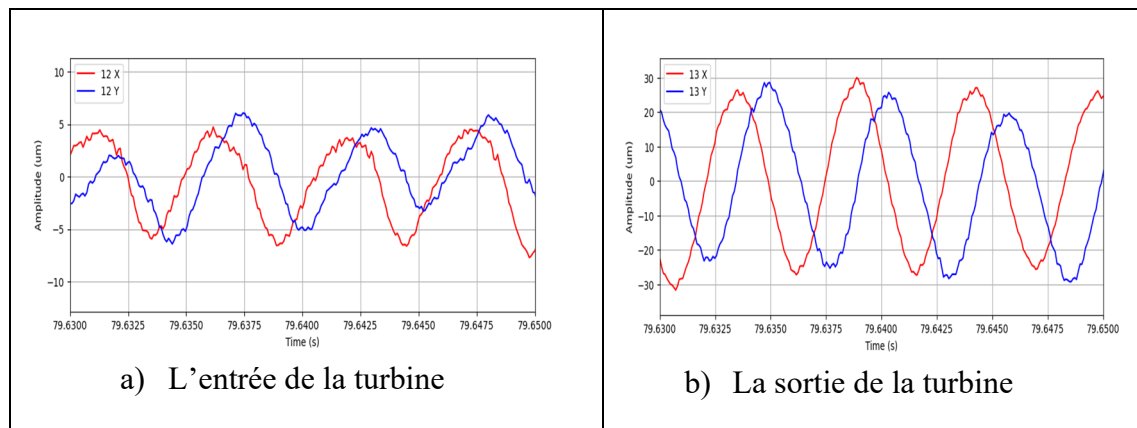 10
5
0
−5
−10
Amplitude (um)
12 X
12 Y
79.6300 79.6325 79.6350 79.6375 79.6400 79.6425 79.6450 79.6475 79.6500
Time (s)
a) L’entrée de la turbine
30
20
10
0
−10
−20
−30
Amplitude (um)
13 X
13 Y
79.6300 79.6325 79.6350 79.6375 79.6400 79.6425 79.6450 79.6475 79.6500
Time (s)
b) La sortie de la turbine